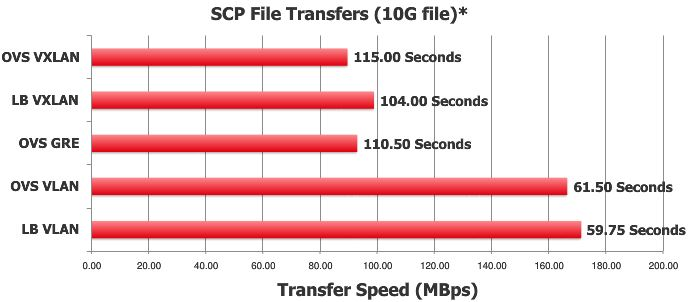 SCP File Transfers (10G file)*
OVS VXLAN 115.00 Seconds
LB VXLAN 104.00 Seconds
OVS GRE 110.50 Seconds
OVS VLAN 61.50 Seconds
LB VLAN 59.75 Seconds
0.00 20.00 40.00 60.00 80.00 100.00 120.00 140.00 160.00 180.00 200.00
Transfer Speed (MBps)